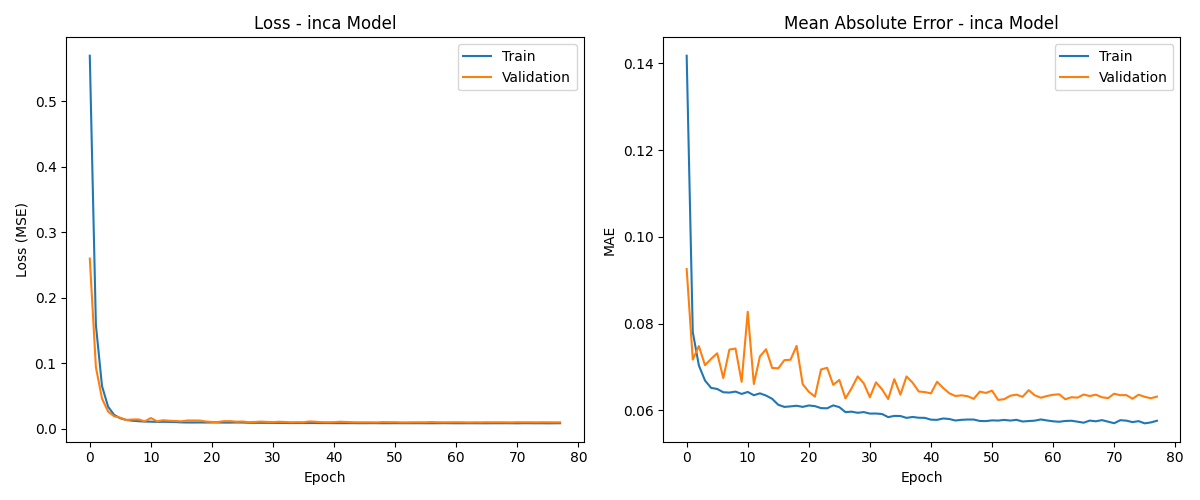 Loss - inca Model
Train
Validation
0.5
0.4
0.3
0.2
0.1
0.0
Loss (MSE)
0 10 20 30 40 50 60 70 80
Epoch
Mean Absolute Error - inca Model
Train
Validation
0.14
0.12
0.10
0.08
0.06
MAE
0 10 20 30 40 50 60 70 80
Epoch